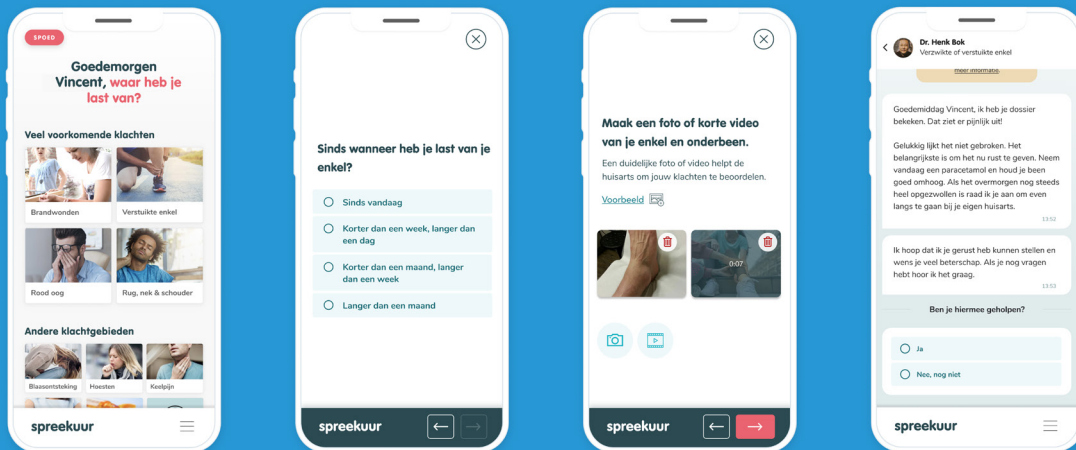 SPOED
Goedemorgen
Vincent, waar heb je
last van?
Veel voorkomende klachten
Brandwonden
Verstuikte enkel
Rood oog
Rug, nek & schouder
Andere klachtgebieden
Blaasontsteking
Hoesten
Keelpijn
spreekuur
Sinds wanneer heb je last van je
enkel?
Sinds vandaag
Korter dan een week, langer dan
een dag
Korter dan een maand, langer
dan een week
Langer dan een maand
spreekuur
Maak een foto of korte video
van je enkel en onderbeen.
Een duidelijke foto of video helpt de
huisarts om jouw klachten te beoordelen.
Voorbeeld
0:07
spreekuur
Dr. Henk Bok
Verzwikte of verstuikte enkel
meer informatie.
Goedemiddag Vincent, ik heb je dossier
bekeken. Dat ziet er pijnlijk uit!
Gelukkig lijkt het niet gebroken. Het
belangrijkste is om het nu rust te geven. Neem
vandaag een paracetamol en houd je been
goed omhoog. Als het overmorgen nog steeds
heel opgezwollen is raad ik je aan om even
langs te gaan bij je eigen huisarts.
13:52
Ik hoop dat ik je gerust heb kunnen stellen en
wens je veel beterschap. Als je nog vragen
hebt hoor ik het graag.
13:53
Ben je hiermee geholpen?
Ja
Nee, nog niet
spreekuur